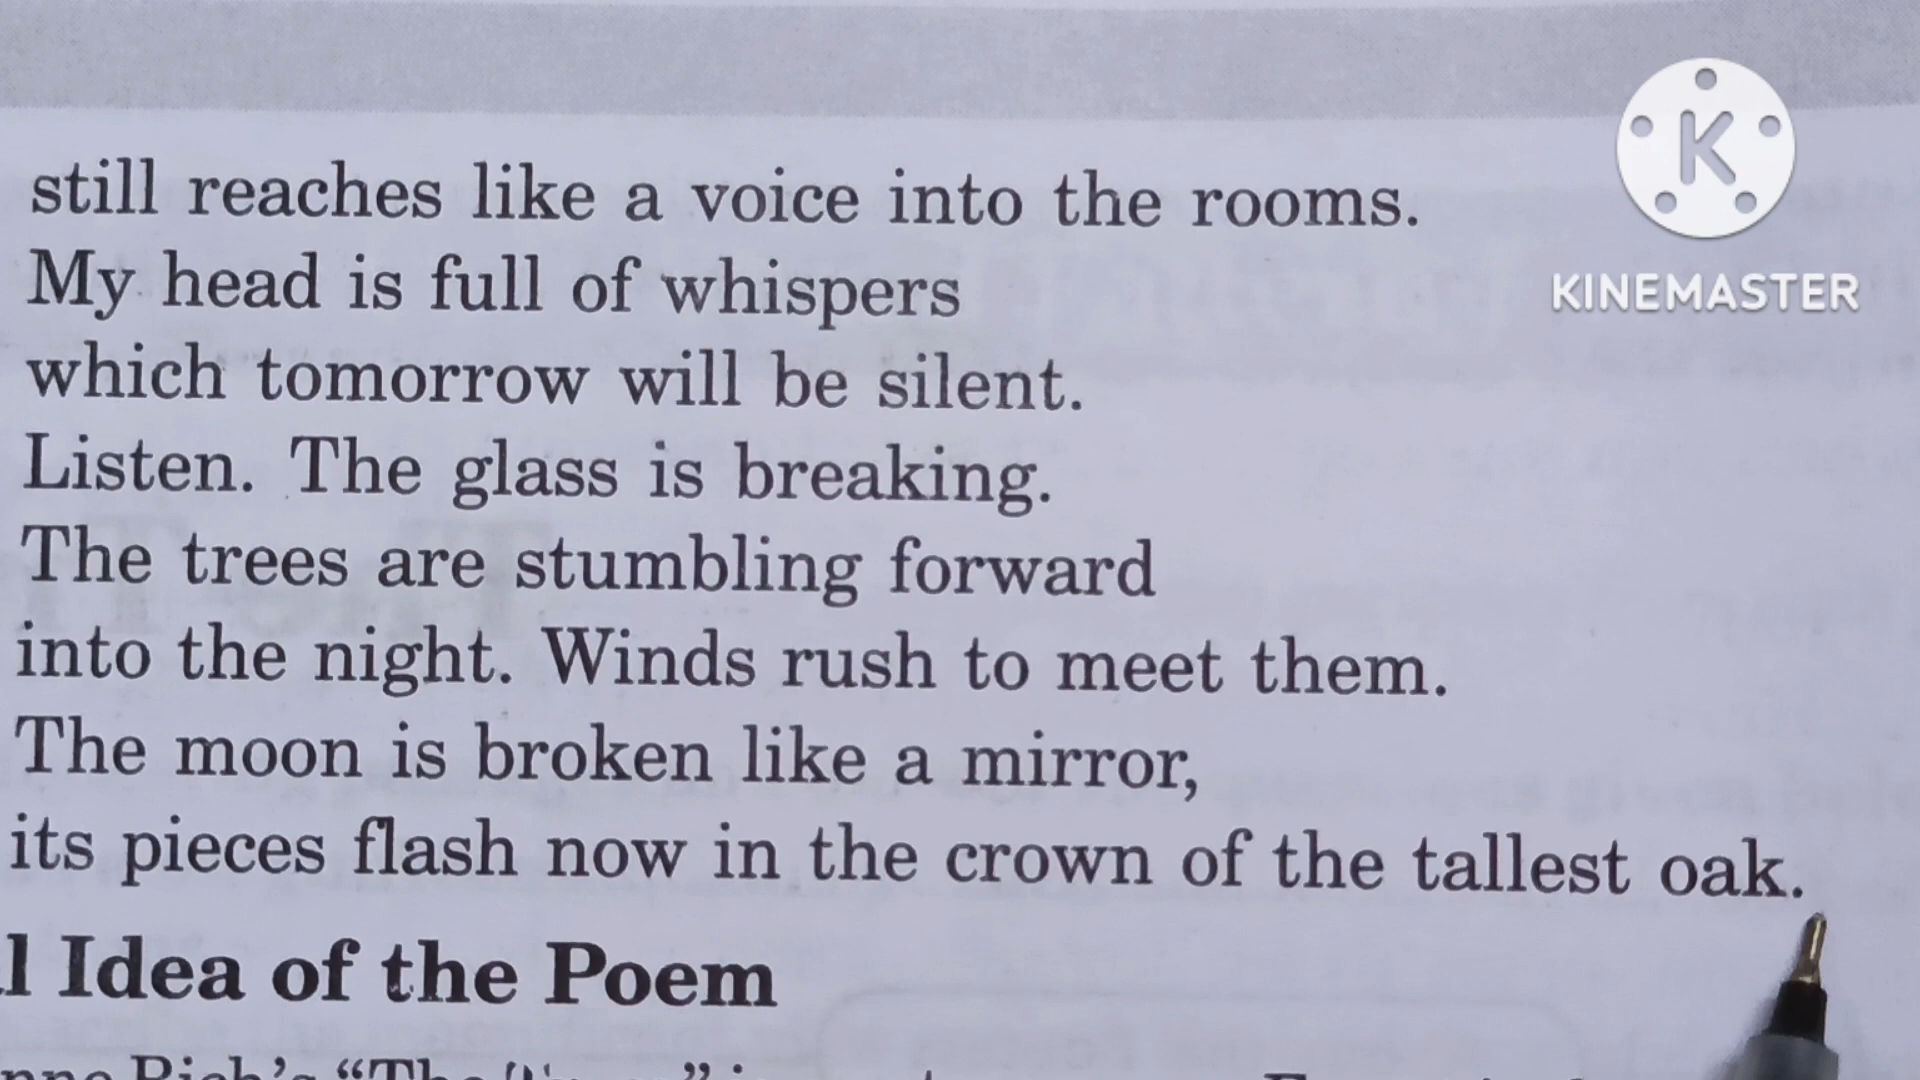 still reaches like a voice into the rooms.
My head is full of whispers
which tomorrow will be silent.
Listen. The glass is breaking.
The trees are stumbling forward
into the night. Winds rush to meet them.
The moon is broken like a mirror,
its pieces flash now in the crown of the tallest oak.
l Idea of the Poem
Rich's “The
K
KINEMASTER